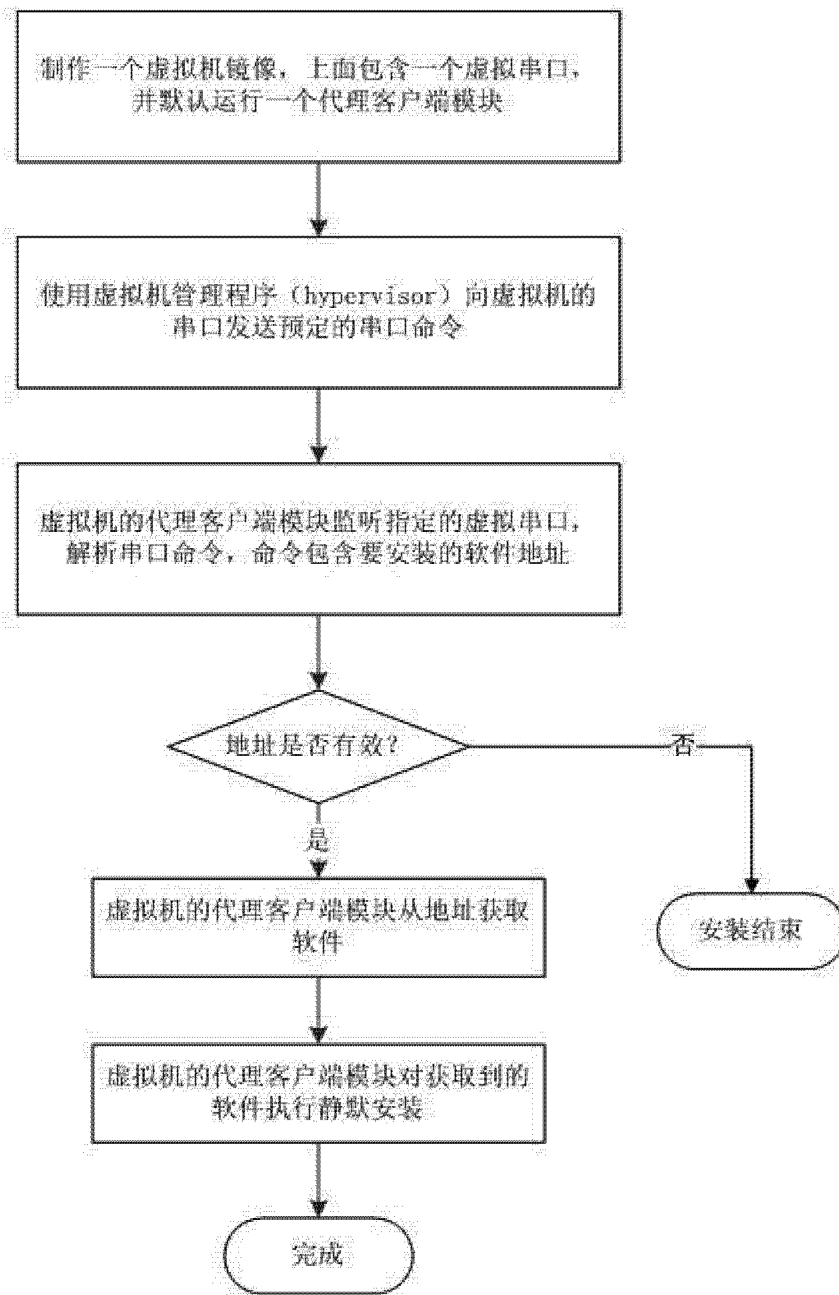 制作一个虚拟机镜像，上面包含一个虚拟串口，
并默认运行一个代理客户端模块
使用虚拟机管理程序（hypervisor）向虚拟机的
串口发送预定的串口命令
虚拟机的代理客户端模块监听指定的虚拟串口，
解析串口命令，命令包含要安装的软件地址
地址是否有效？
否
是
虚拟机的代理客户端模块从地址获取
软件
安装结束
虚拟机的代理客户端模块对获取到的
软件执行静默安装
完成